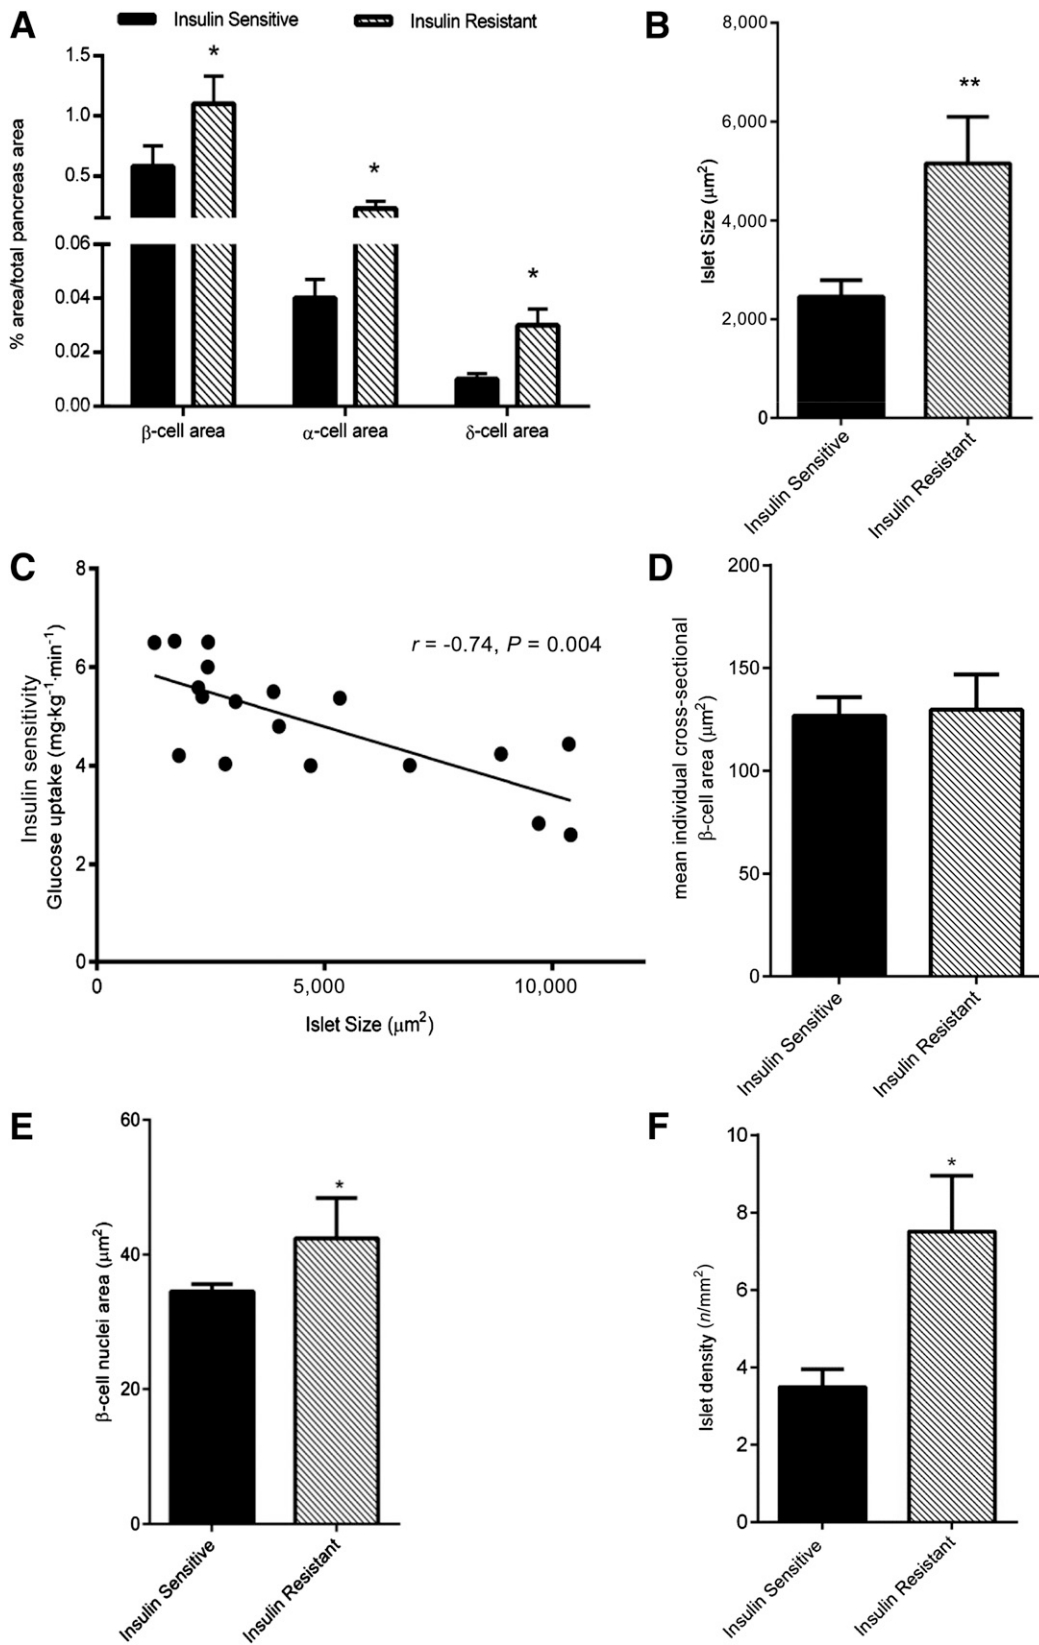 A
Insulin Sensitive
Insulin Resistant
% area/total pancreas area
1.5
1.0
0.5
0.06
0.04
0.02
0.00
*
*
*
β-cell area
α-cell area
δ-cell area
B
Islet Size (μm²)
8,000
6,000
4,000
2,000
0
**
Insulin Sensitive
Insulin Resistant
C
Insulin sensitivity
Glucose uptake (mg·kg⁻¹·min⁻¹)
8
6
4
2
0
r = -0.74, P = 0.004
0
5,000
10,000
Islet Size (μm²)
D
mean individual cross-sectional
β-cell area (μm²)
200
150
100
50
0
Insulin Sensitive
Insulin Resistant
E
β-cell nuclei area (μm²)
60
40
20
0
*
Insulin Sensitive
Insulin Resistant
F
Islet density (n/mm²)
10
8
6
4
2
0
*
Insulin Sensitive
Insulin Resistant